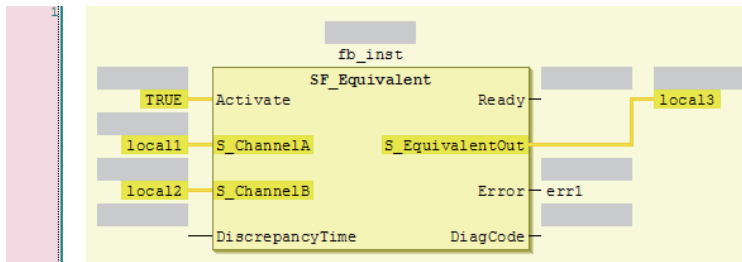 1
fb_inst
SF_Equivalent
TRUE Activate Ready
local3
local1 S_ChannelA S_EquivalentOut
local2 S_ChannelB Error err1
DiscrepancyTime DiagCode